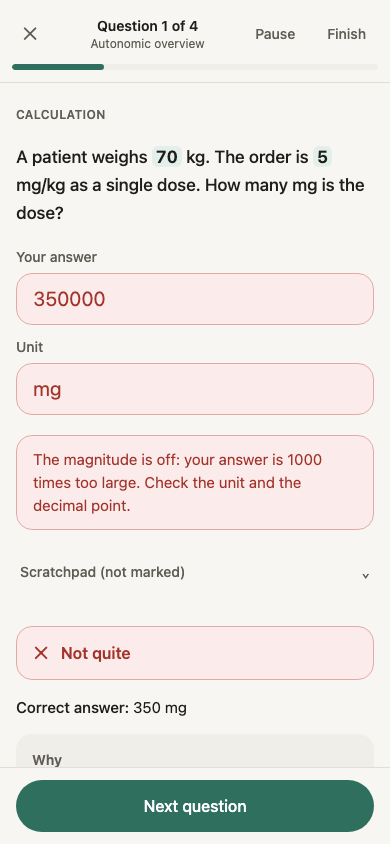 Question 1 of 4
Autonomic overview
Pause
Finish
CALCULATION
A patient weighs 70 kg. The order is 5
mg/kg as a single dose. How many mg is the
dose?
Your answer
350000
Unit
mg
The magnitude is off: your answer is 1000
times too large. Check the unit and the
decimal point.
Scratchpad (not marked)
Not quite
Correct answer: 350 mg
Why
Next question